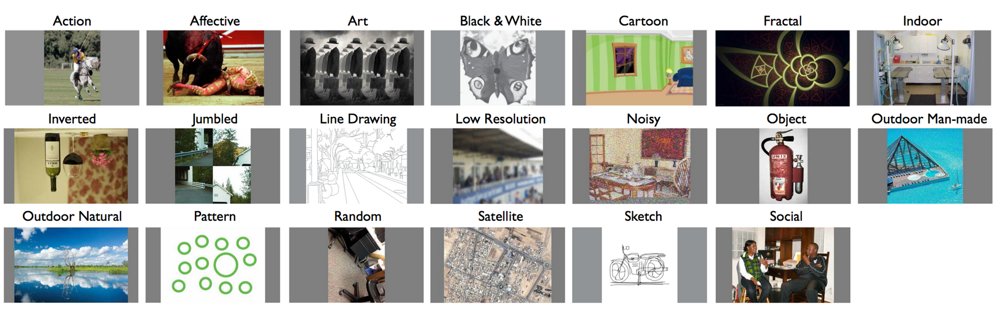 Action
Affective
Art
Black & White
Cartoon
Fractal
Indoor
Inverted
Jumbled
Line Drawing
Low Resolution
Noisy
Object
Outdoor Man-made
UNIX
Outdoor Natural
Pattern
Random
Satellite
Sketch
Social